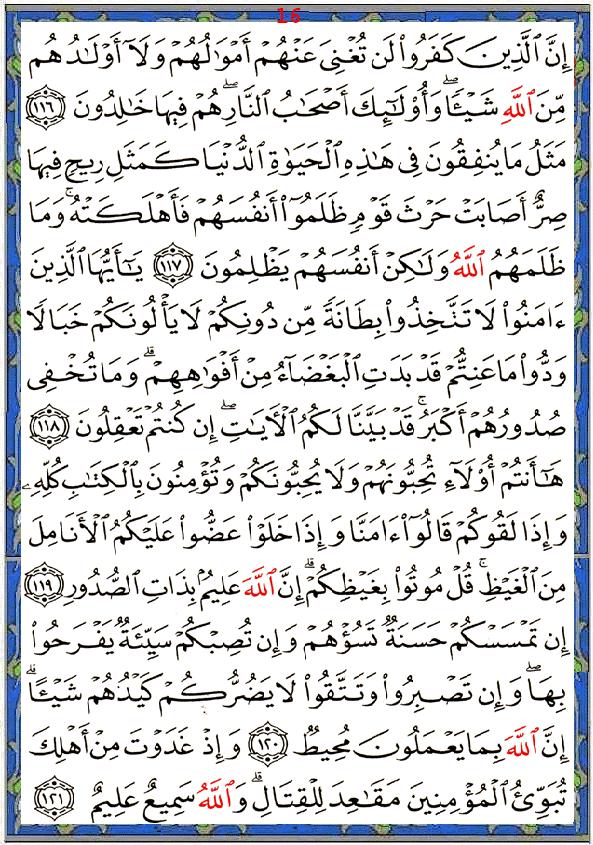 16
إِنَّ ٱلَّذِينَ كَفَرُوا۟ لَن تُغْنِىَ عَنْهُمْ أَمْوَٰلُهُمْ وَلَآ أَوْلَٰدُهُم
مِّنَ ٱللَّهِ شَيْـًٔا ۖ وَأُو۟لَٰٓئِكَ أَصْحَٰبُ ٱلنَّارِ ۖ هُمْ فِيهَا خَٰلِدُونَ ١١٦
مَثَلُ مَا يُنفِقُونَ فِى هَٰذِهِ ٱلْحَيَوٰةِ ٱلدُّنْيَا كَمَثَلِ رِيحٍ فِيهَا
صِرٌّ أَصَابَتْ حَرْثَ قَوْمٍ ظَلَمُوٓا۟ أَنفُسَهُمْ فَأَهْلَكَتْهُ ۚ وَمَا
ظَلَمَهُمُ ٱللَّهُ وَلَٰكِنْ أَنفُسَهُمْ يَظْلِمُونَ ١١٧ يَٰٓأَيُّهَا ٱلَّذِينَ
ءَامَنُوا۟ لَا تَتَّخِذُوا۟ بِطَانَةً مِّن دُونِكُمْ لَا يَأْلُونَكُمْ خَبَالًا
وَدُّوا۟ مَا عَنِتُّمْ قَدْ بَدَتِ ٱلْبَغْضَآءُ مِنْ أَفْوَٰهِهِمْ ۖ وَمَا تُخْفِى
صُدُورُهُمْ أَكْبَرُ ۚ قَدْ بَيَّنَّا لَكُمُ ٱلْءَايَٰتِ ۖ إِن كُنتُمْ تَعْقِلُونَ ١١٨
هَٰٓأَنتُمْ أُو۟لَآءِ تُحِبُّونَهُمْ وَلَا يُحِبُّونَكُمْ وَتُؤْمِنُونَ بِٱلْكِتَٰبِ كُلِّهِۦ
وَإِذَا لَقُوكُمْ قَالُوٓا۟ ءَامَنَّا وَإِذَا خَلَوْا۟ عَضُّوا۟ عَلَيْكُمُ ٱلْأَنَامِلَ
مِنَ ٱلْغَيْظِ ۚ قُلْ مُوتُوا۟ بِغَيْظِكُمْ ۗ إِنَّ ٱللَّهَ عَلِيمٌۢ بِذَاتِ ٱلصُّدُورِ ١١٩
إِن تَمْسَسْكُمْ حَسَنَةٌ تَسُؤْهُمْ وَإِن تُصِبْكُمْ سَيِّئَةٌ يَفْرَحُوا۟
بِهَا ۖ وَإِن تَصْبِرُوا۟ وَتَتَّقُوا۟ لَا يَضُرُّكُمْ كَيْدُهُمْ شَيْـًٔا ۗ
إِنَّ ٱللَّهَ بِمَا يَعْمَلُونَ مُحِيطٌ ١٢٠ وَإِذْ غَدَوْتَ مِنْ أَهْلِكَ
تُبَوِّئُ ٱلْمُؤْمِنِينَ مَقَٰعِدَ لِلْقِتَالِ ۗ وَٱللَّهُ سَمِيعٌ عَلِيمٌ ١٢١